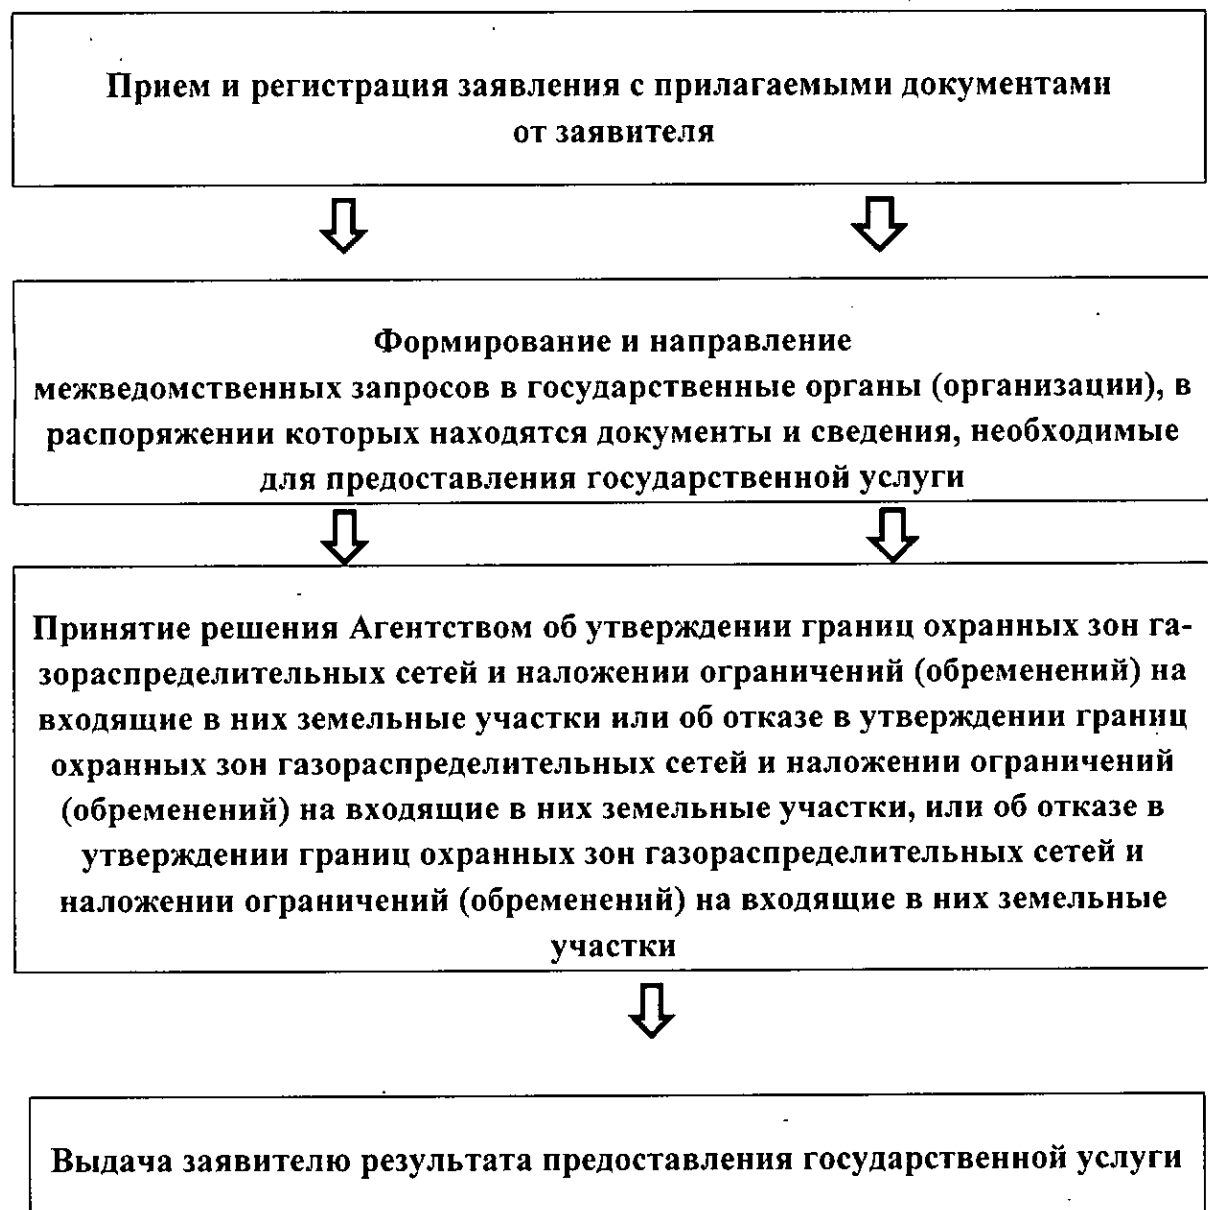 Прием и регистрация заявления с прилагаемыми документами
от заявителя
Формирование и направление
межведомственных запросов в государственные органы (организации), в
распоряжении которых находятся документы и сведения, необходимые
для предоставления государственной услуги
Принятие решения Агентством об утверждении границ охранных зон га-
зораспределительных сетей и наложении ограничений (обременений) на
входящие в них земельные участки или об отказе в утверждении границ
охранных зон газораспределительных сетей и наложении ограничений
(обременений) на входящие в них земельные участки, или об отказе в
утверждении границ охранных зон газораспределительных сетей и
наложении ограничений (обременений) на входящие в них земельные
участки
Выдача заявителю результата предоставления государственной услуги